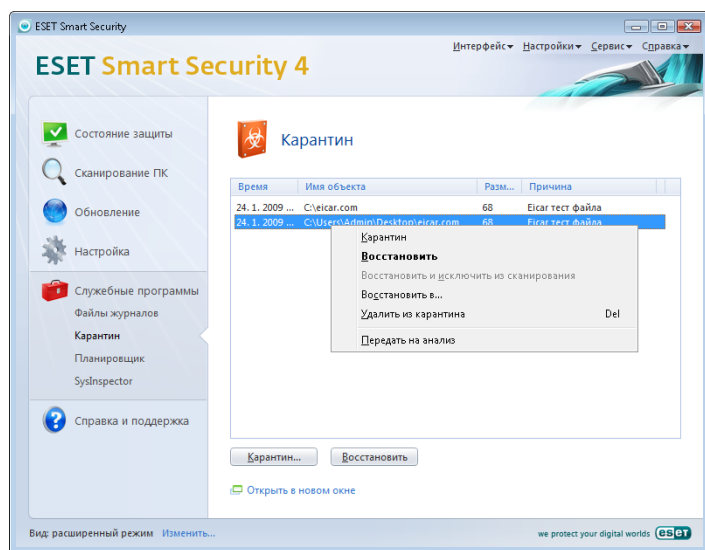 ESET Smart Security
Интерфейс Настройки Сервис Справка
ESET Smart Security 4
Состояние защиты
Сканирование ПК
Обновление
Настройка
Служебные программы
Файлы журналов
Карантин
Планировщик
SysInspector
Справка и поддержка
Карантин
Время Имя объекта Разм... Причина
24. 1. 2009 ... C:\eicar.com 68 Eicar тест файла
24. 1. 2009 ... C:\Users\Admin\Desktop\eicar.com 68 Eicar тест файла
Карантин
Восстановить
Восстановить и исключить из сканирования
Восстановить в...
Удалить из карантина Del
Передать на анализ
Карантин... Восстановить
Открыть в новом окне
Вид: расширенный режим Изменить...
we protect your digital worlds eset